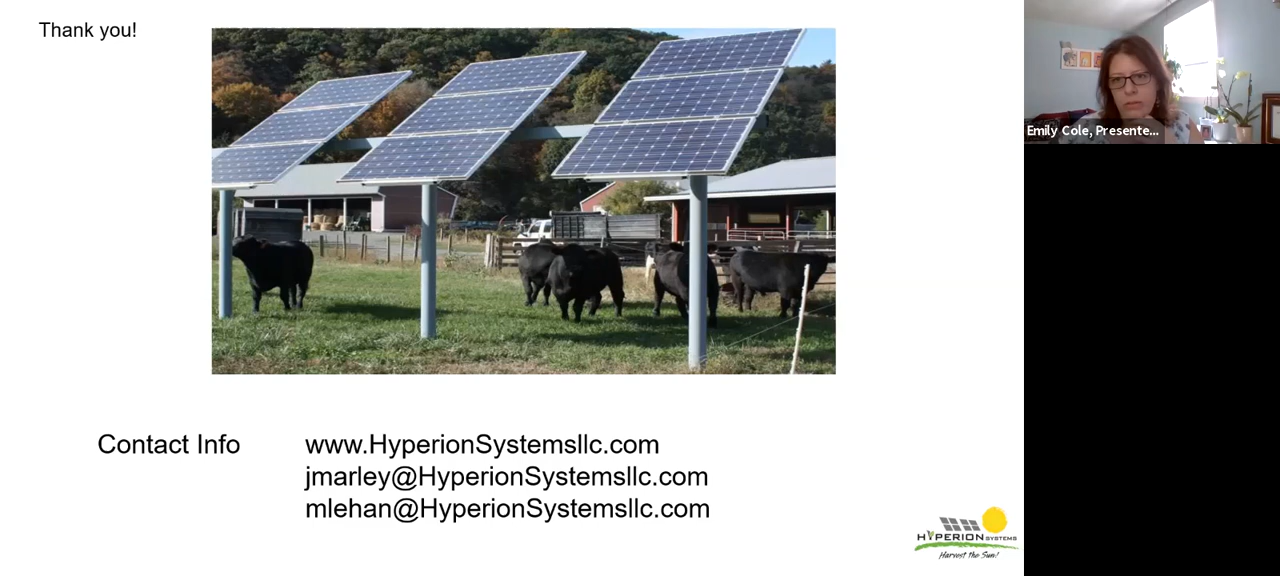 Thank you!
Emily Cole, Presente...
Contact Info
www.HyperionSystemsllc.com
jmarley@HyperionSystemsllc.com
mlehan@HyperionSystemsllc.com
HYPERION SYSTEMS
Harvest the Sun!